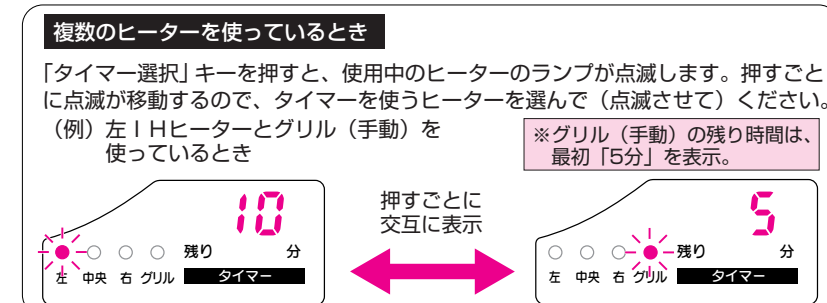 複数のヒーターを使っているとき
「タイマー選択」キーを押すと、使用中のヒーターのランプが点滅します。押すごと
に点滅が移動するので、タイマーを使うヒーターを選んで（点滅させて）ください。
（例）左IHヒーターとグリル（手動）を
使っているとき
※グリル（手動）の残り時間は、
最初「5分」を表示。
10
残り 分
左 中央 右 グリル タイマー
押すごとに
交互に表示
5
残り 分
左 中央 右 グリル タイマー